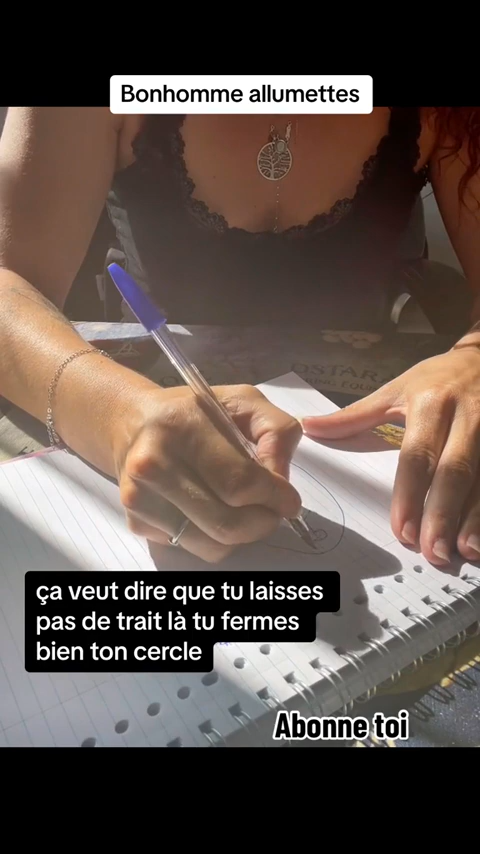 Bonhomme allumettes
OSTARA
ça veut dire que tu laisses
pas de trait là tu fermes
bien ton cercle
Abonne toi